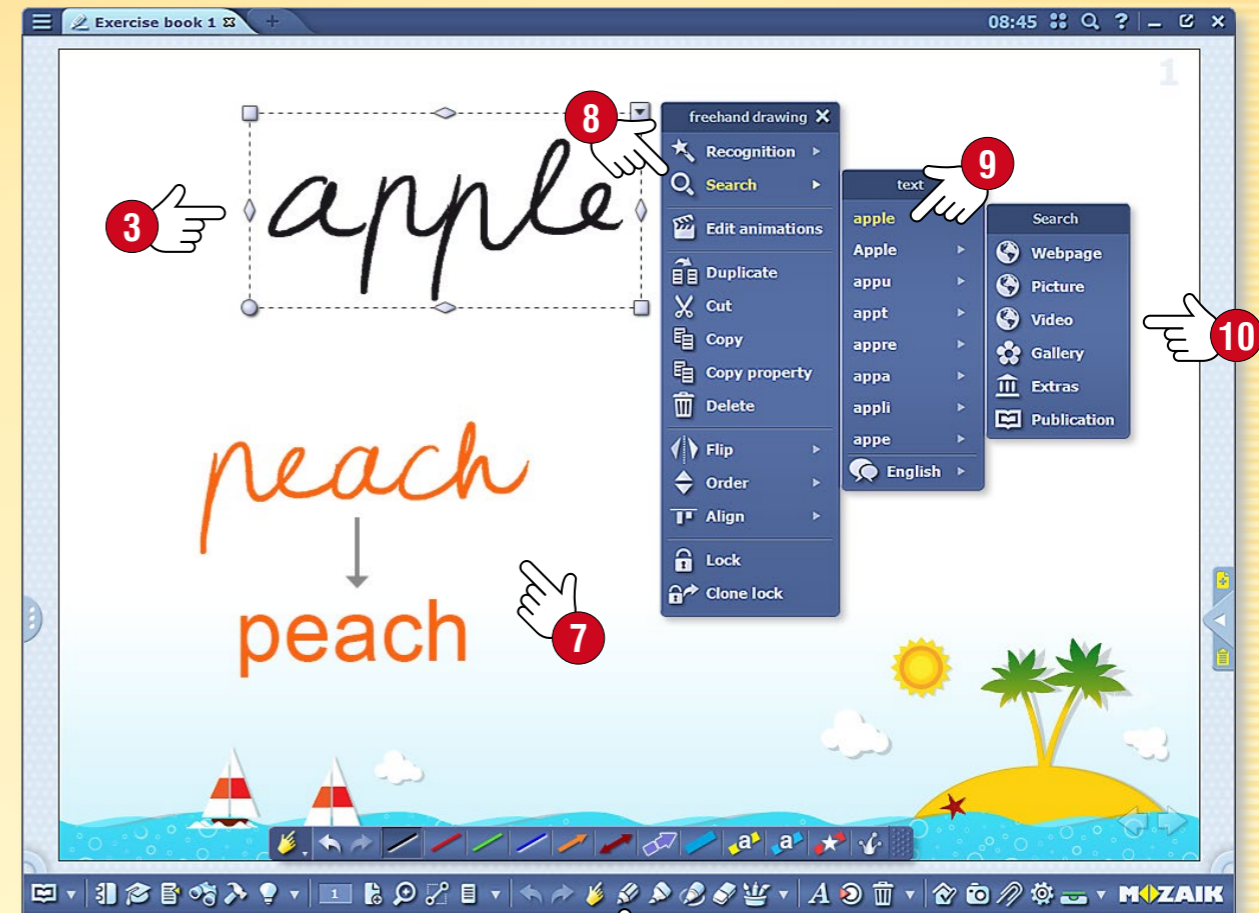 Exercise book 1
08:45
1
apple
peach
peach
freehand drawing
Recognition
Search
Edit animations
Duplicate
Cut
Copy
Copy property
Delete
Flip
Order
Align
Lock
Clone lock
text
apple
Apple
appu
appt
appre
appa
appli
appe
English
Search
Webpage
Picture
Video
Gallery
Extras
Publication
3
8
9
10
7
a
a
1
A
MOZAIK